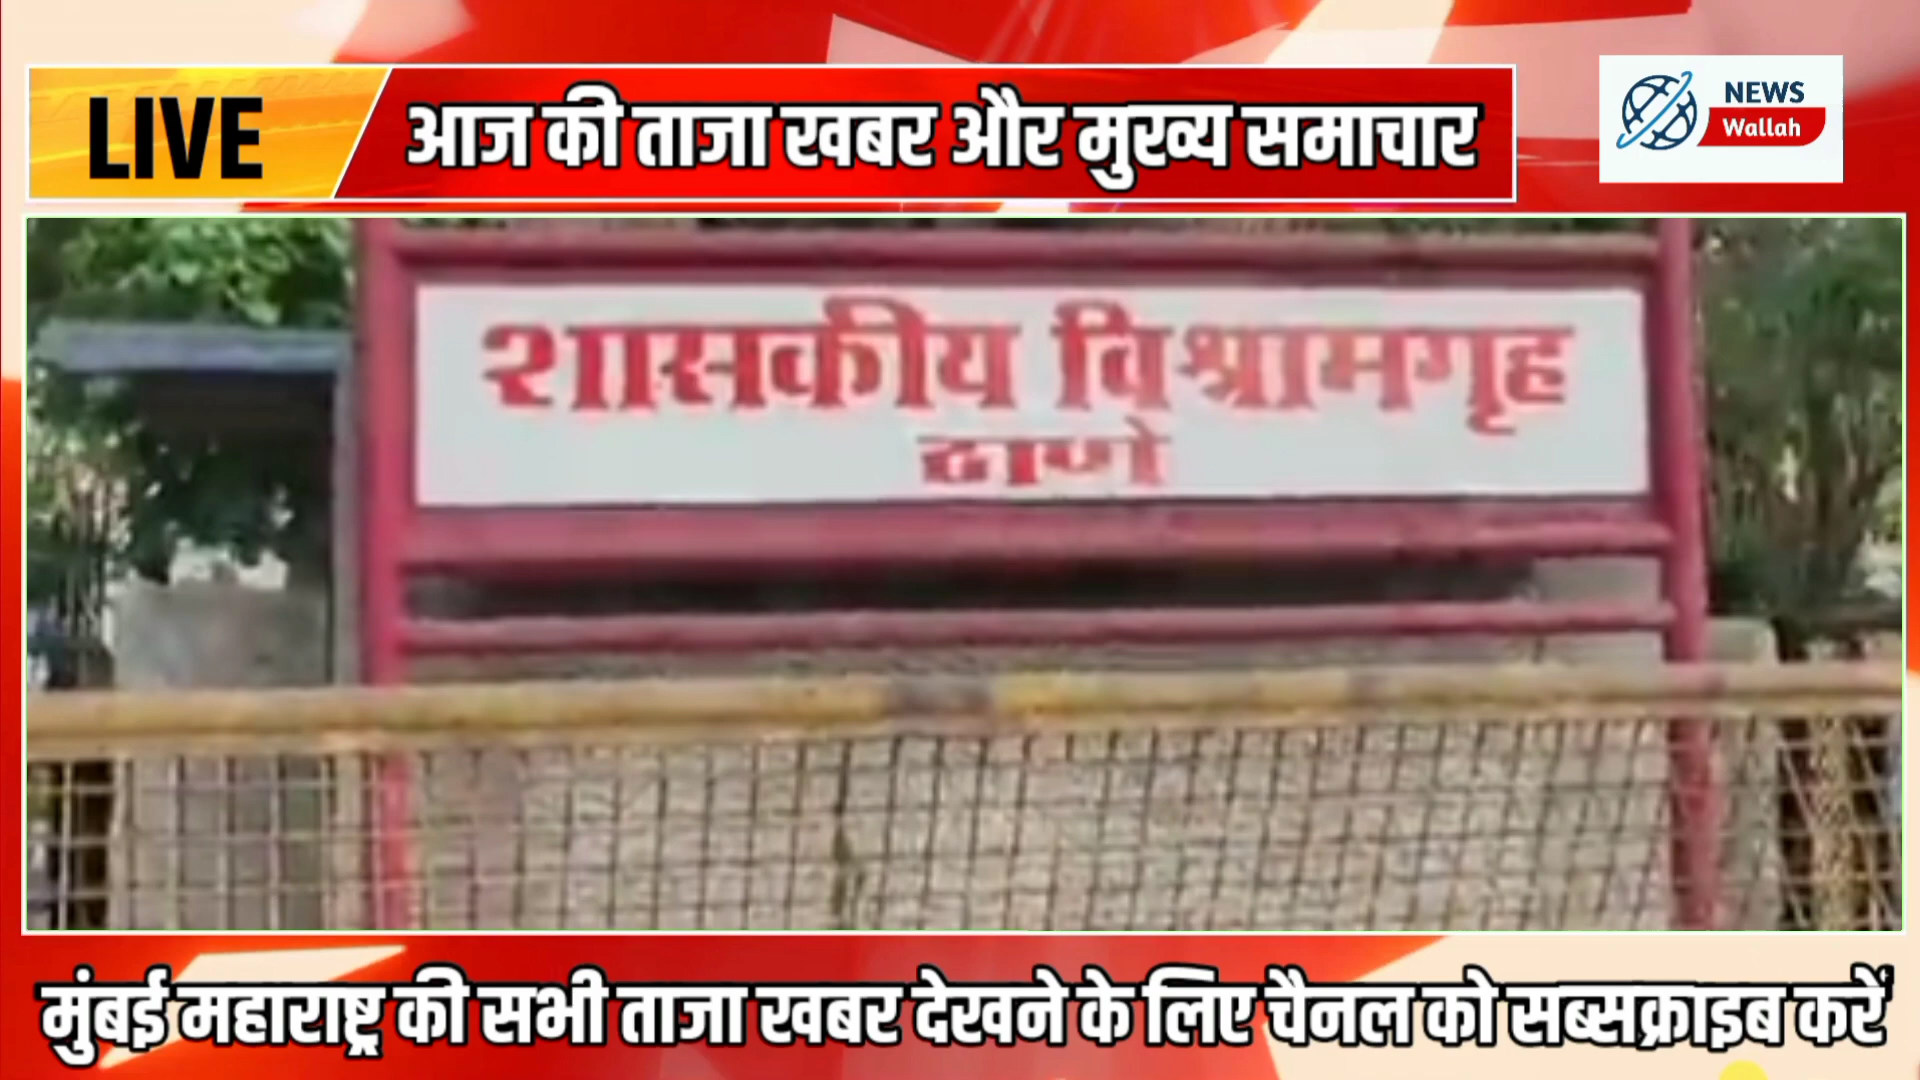 LIVE
आज की ताजा खबर और मुख्य समाचार
NEWS
Wallah
शासकीय विश्रामगृह
ठाणे
मुंबई महाराष्ट्र की सभी ताजा खबर देखने के लिए चैनल को सब्सक्राइब करें